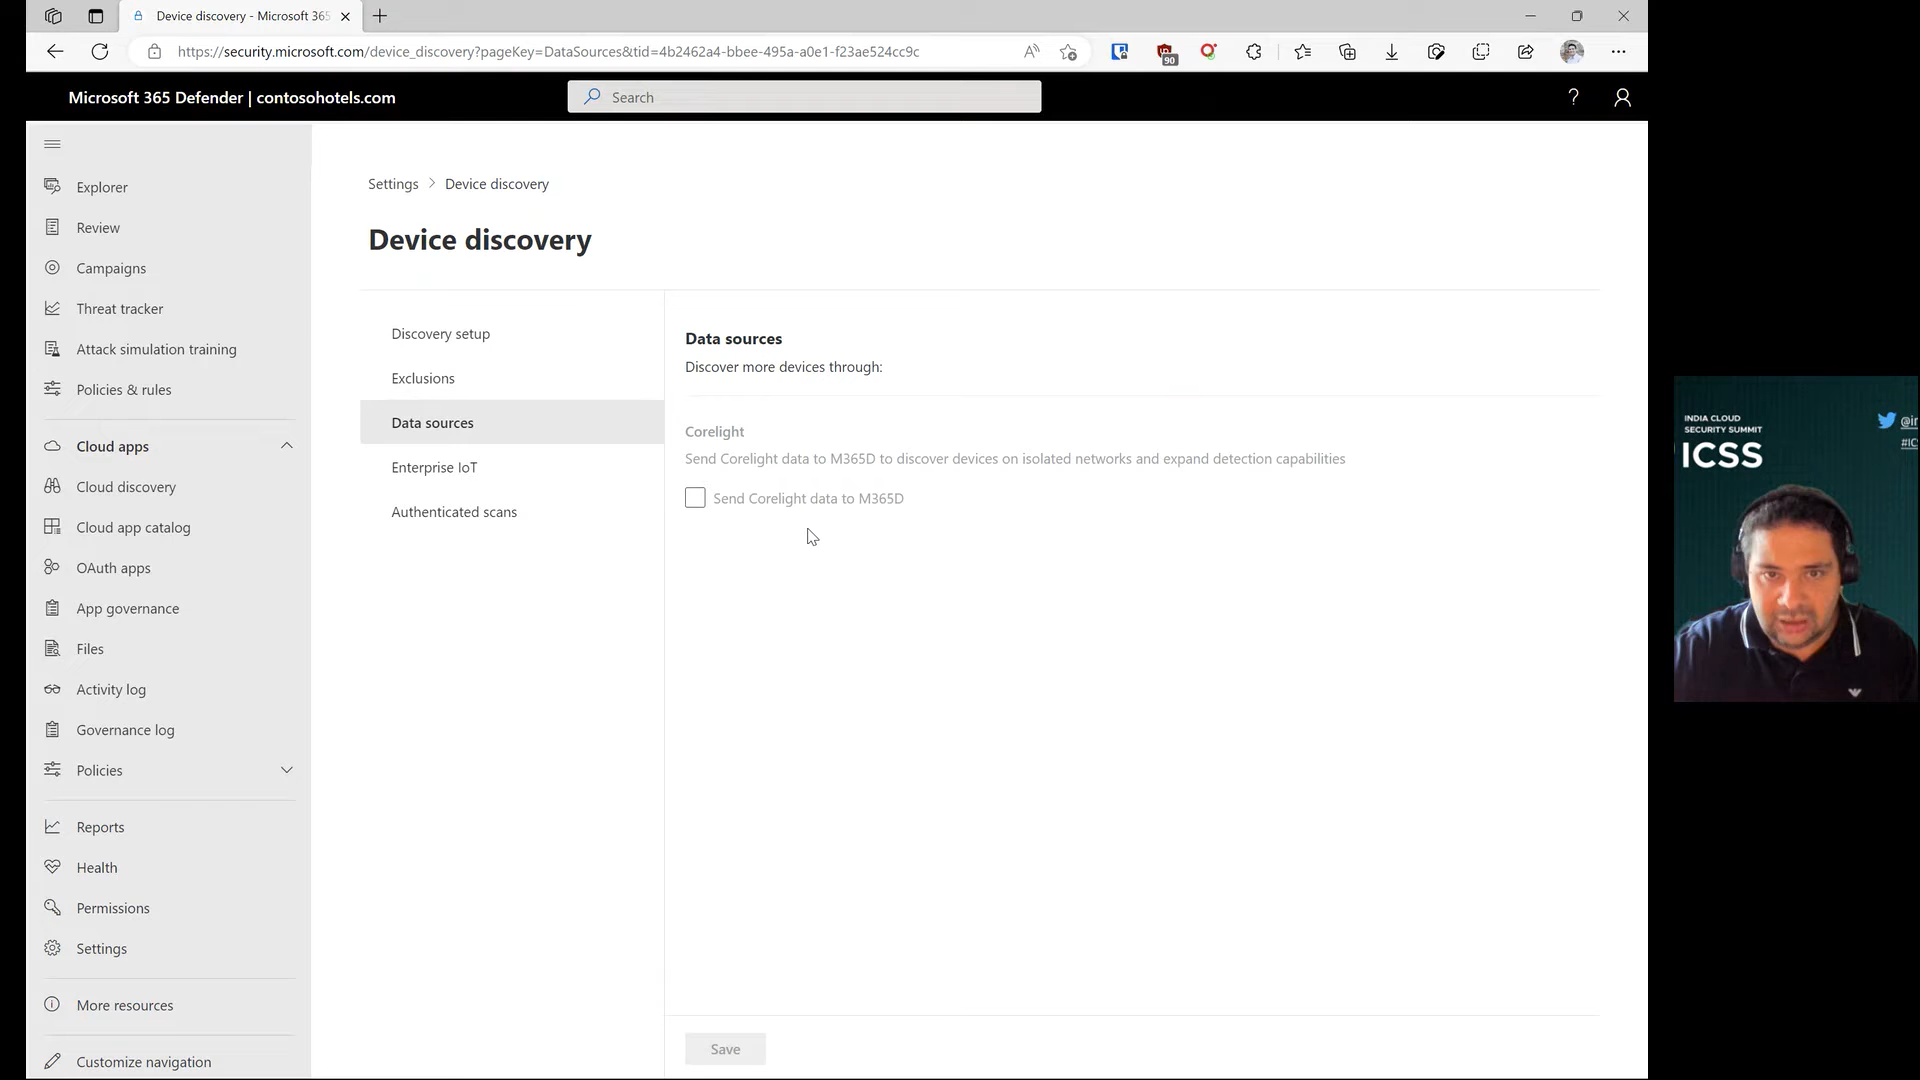 Device discovery - Microsoft 365
https://security.microsoft.com/device_discovery?pageKey=DataSources&tid=4b2462a4-bbee-495a-a0e1-f23ae524cc9c
90
Microsoft 365 Defender | contosohotels.com
Search
Explorer
Review
Campaigns
Threat tracker
Attack simulation training
Policies & rules
Cloud apps
Cloud discovery
Cloud app catalog
OAuth apps
App governance
Files
Activity log
Governance log
Policies
Reports
Health
Permissions
Settings
More resources
Customize navigation
Settings > Device discovery
Device discovery
Discovery setup
Exclusions
Data sources
Enterprise IoT
Authenticated scans
Data sources
Discover more devices through:
Corelight
Send Corelight data to M365D to discover devices on isolated networks and expand detection capabilities
Send Corelight data to M365D
Save
INDIA CLOUD
SECURITY SUMMIT
ICSS